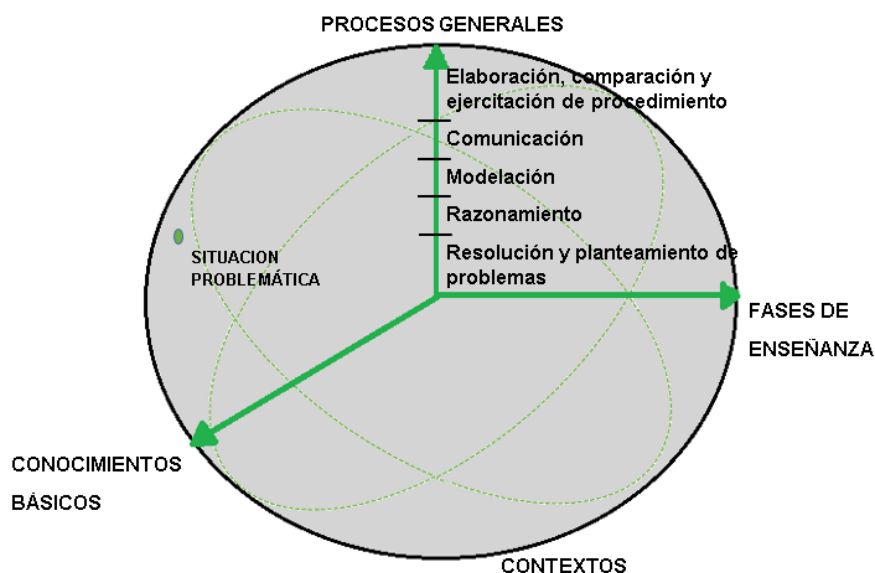 PROCESOS GENERALES
Elaboración, comparación y
ejercitación de procedimiento
Comunicación
Modelación
Razonamiento
Resolución y planteamiento de
problemas
SITUACION
PROBLEMÁTICA
FASES DE
ENSEÑANZA
CONOCIMIENTOS
BÁSICOS
CONTEXTOS